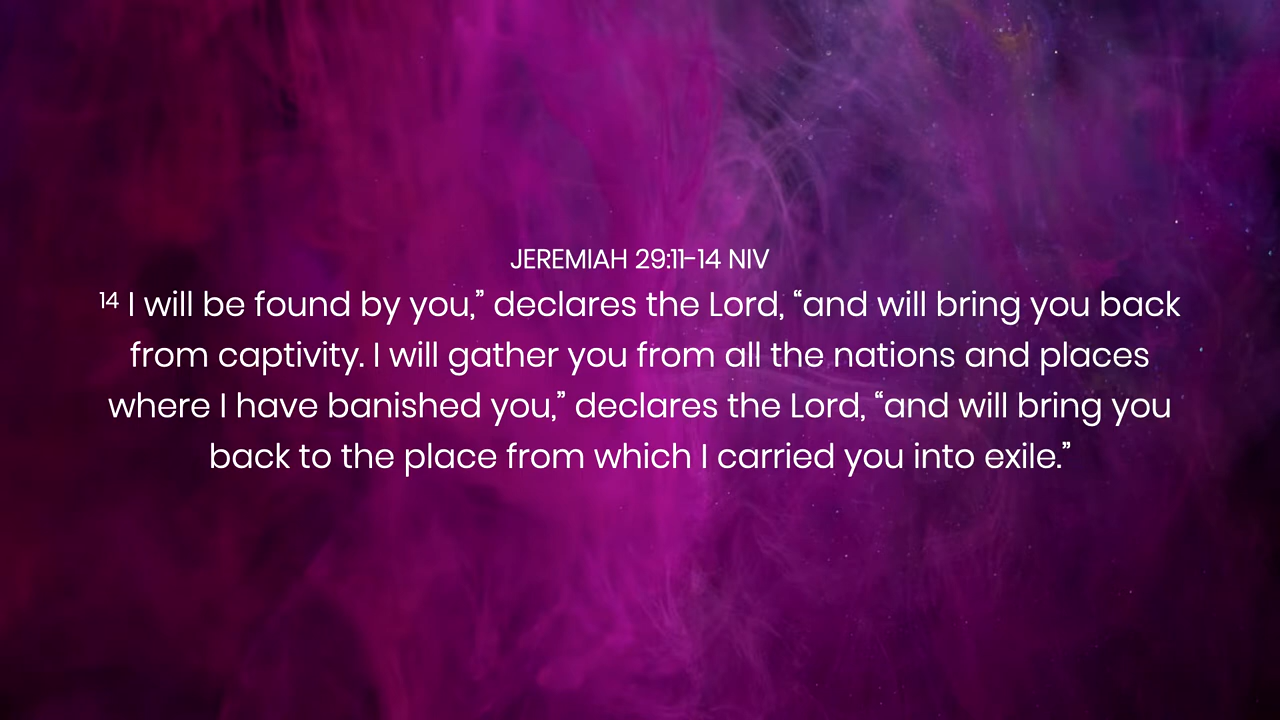 JEREMIAH 29:11-14 NIV
14 I will be found by you,” declares the Lord, “and will bring you back
from captivity. I will gather you from all the nations and places
where I have banished you,” declares the Lord, “and will bring you
back to the place from which I carried you into exile.”